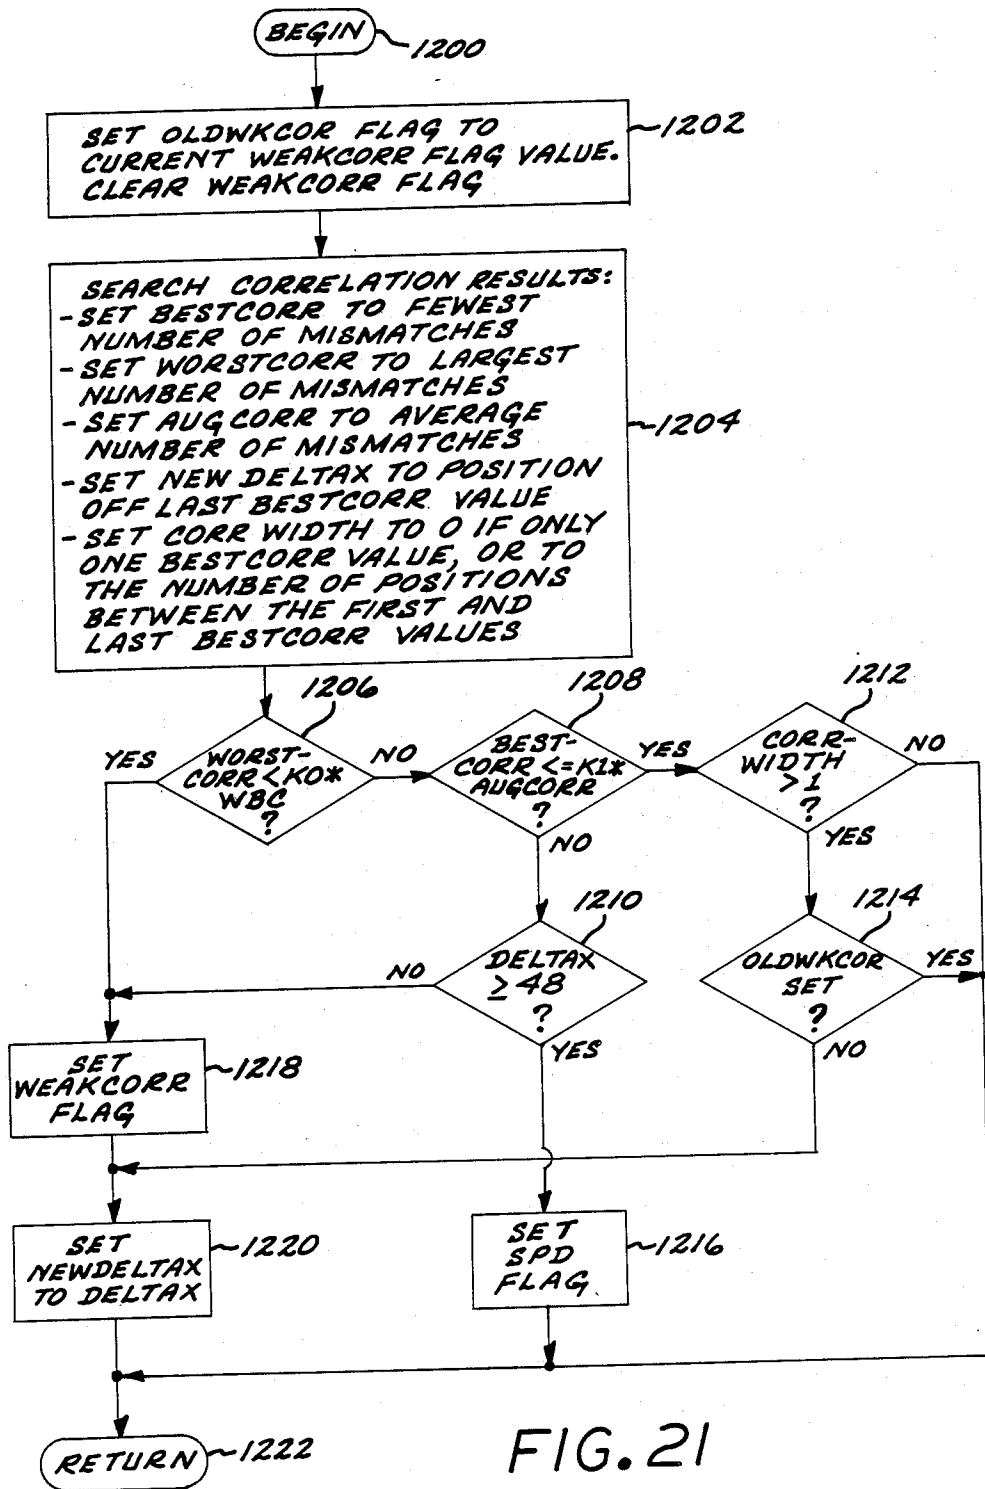 BEGIN
1200
SET OLDWKCOR FLAG TO
CURRENT WEAKCORR FLAG VALUE.
CLEAR WEAKCORR FLAG
1202
SEARCH CORRELATION RESULTS:
-SET BESTCORR TO FEWEST
NUMBER OF MISMATCHES
-SET WORSTCORR TO LARGEST
NUMBER OF MISMATCHES
-SET AUGCORR TO AVERAGE
NUMBER OF MISMATCHES
-SET NEW DELTAX TO POSITION
OFF LAST BESTCORR VALUE
-SET CORR WIDTH TO 0 IF ONLY
ONE BESTCORR VALUE, OR TO
THE NUMBER OF POSITIONS
BETWEEN THE FIRST AND
LAST BESTCORR VALUES
1204
1206
WORST-
CORR<K0*
WBC
?
YES
NO
1208
BEST-
CORR <=K1*
AUGCORR
?
YES
NO
1212
CORR-
WIDTH
>1
?
NO
YES
1210
DELTAX
≥48
?
NO
YES
1214
OLDWKCOR
SET
?
YES
NO
SET
WEAKCORR
FLAG
1218
SET
NEWDELTAX
TO DELTAX
1220
SET
SPD
FLAG
1216
RETURN
1222
FIG. 21